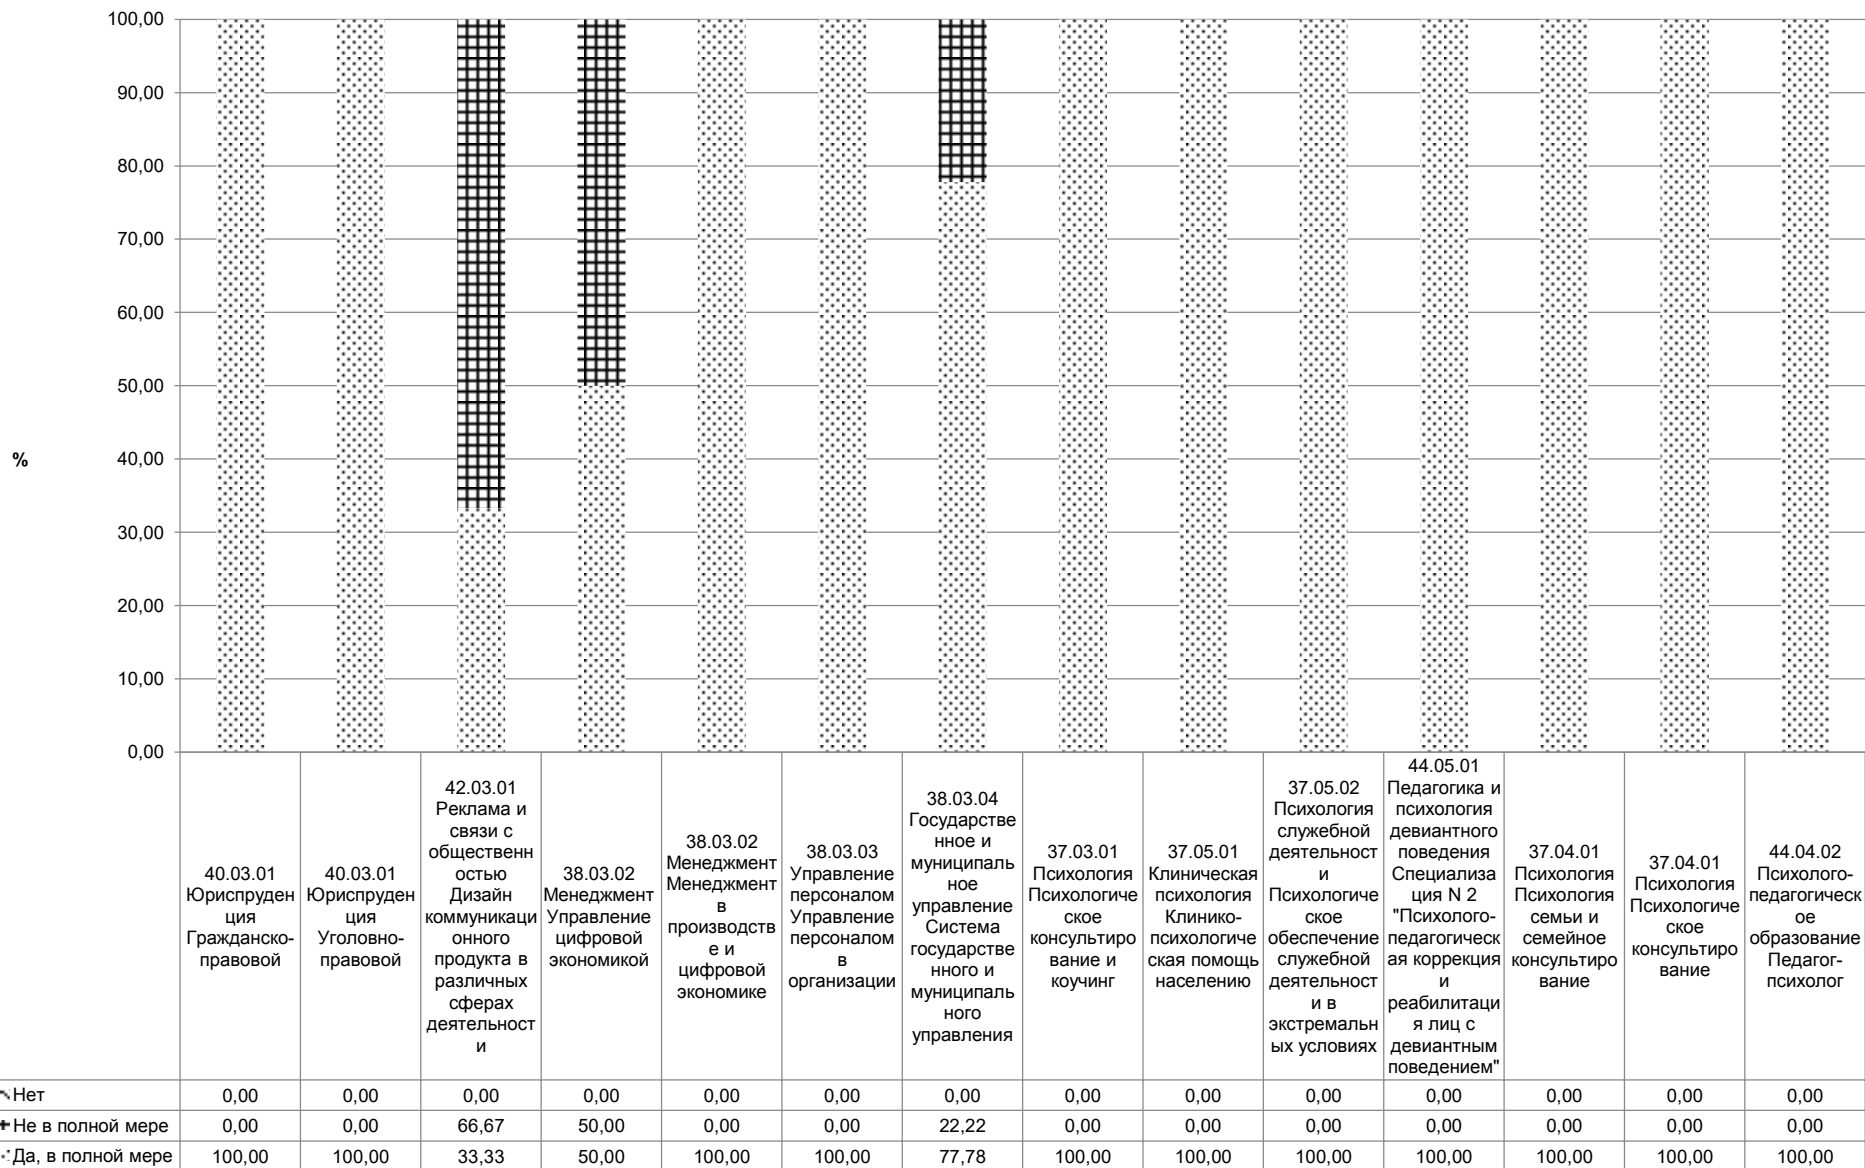 100,00
90,00
80,00
70,00
60,00
50,00
%
40,00
30,00
20,00
10,00
0,00
40.03.01
Юриспруден
ция
Гражданско-
правовой
40.03.01
Юриспруден
ция
Уголовно-
правовой
42.03.01
Реклама и
связи с
общественн
остью
Дизайн
коммуникаци
онного
продукта в
различных
сферах
деятельност
и
38.03.02
Менеджмент
Управление
цифровой
экономикой
38.03.02
Менеджмент
Менеджмент
в
производств
е и
цифровой
экономике
38.03.03
Управление
персоналом
Управление
персоналом
в
организации
38.03.04
Государстве
нное и
муниципаль
ное
управление
Система
государстве
нного и
муниципаль
ного
управления
37.03.01
Психология
Психологиче
ское
консультиро
вание и
коучинг
37.05.01
Клиническая
психология
Клинико-
психологиче
ская помощь
населению
37.05.02
Психология
служебной
деятельност
и
Психологиче
ское
обеспечение
служебной
деятельност
и в
экстремальн
ых условиях
44.05.01
Педагогика и
психология
девиантного
поведения
Специализа
ция N 2
"Психолого-
педагогическ
ая коррекция
и
реабилитаци
я лиц с
девиантным
поведением"
37.04.01
Психология
Психология
семьи и
семейное
консультиро
вание
37.04.01
Психология
Психологиче
ское
консультиро
вание
44.04.02
Психолого-
педагогическ
ое
образование
Педагог-
психолог
Нет 0,00 0,00 0,00 0,00 0,00 0,00 0,00 0,00 0,00 0,00 0,00 0,00 0,00 0,00
Не в полной мере 0,00 0,00 66,67 50,00 0,00 0,00 22,22 0,00 0,00 0,00 0,00 0,00 0,00 0,00
Да, в полной мере 100,00 100,00 33,33 50,00 100,00 100,00 77,78 100,00 100,00 100,00 100,00 100,00 100,00 100,00